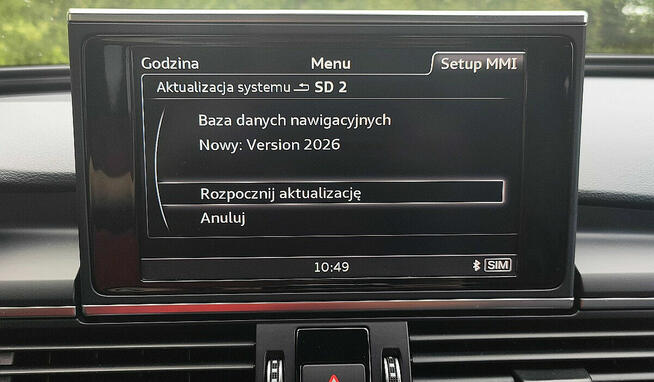 Godzina Menu Setup MMI
Aktualizacja systemu SD 2
Baza danych nawigacyjnych
Nowy: Version 2026
Rozpocznij aktualizację
Anuluj
10:49 SIM